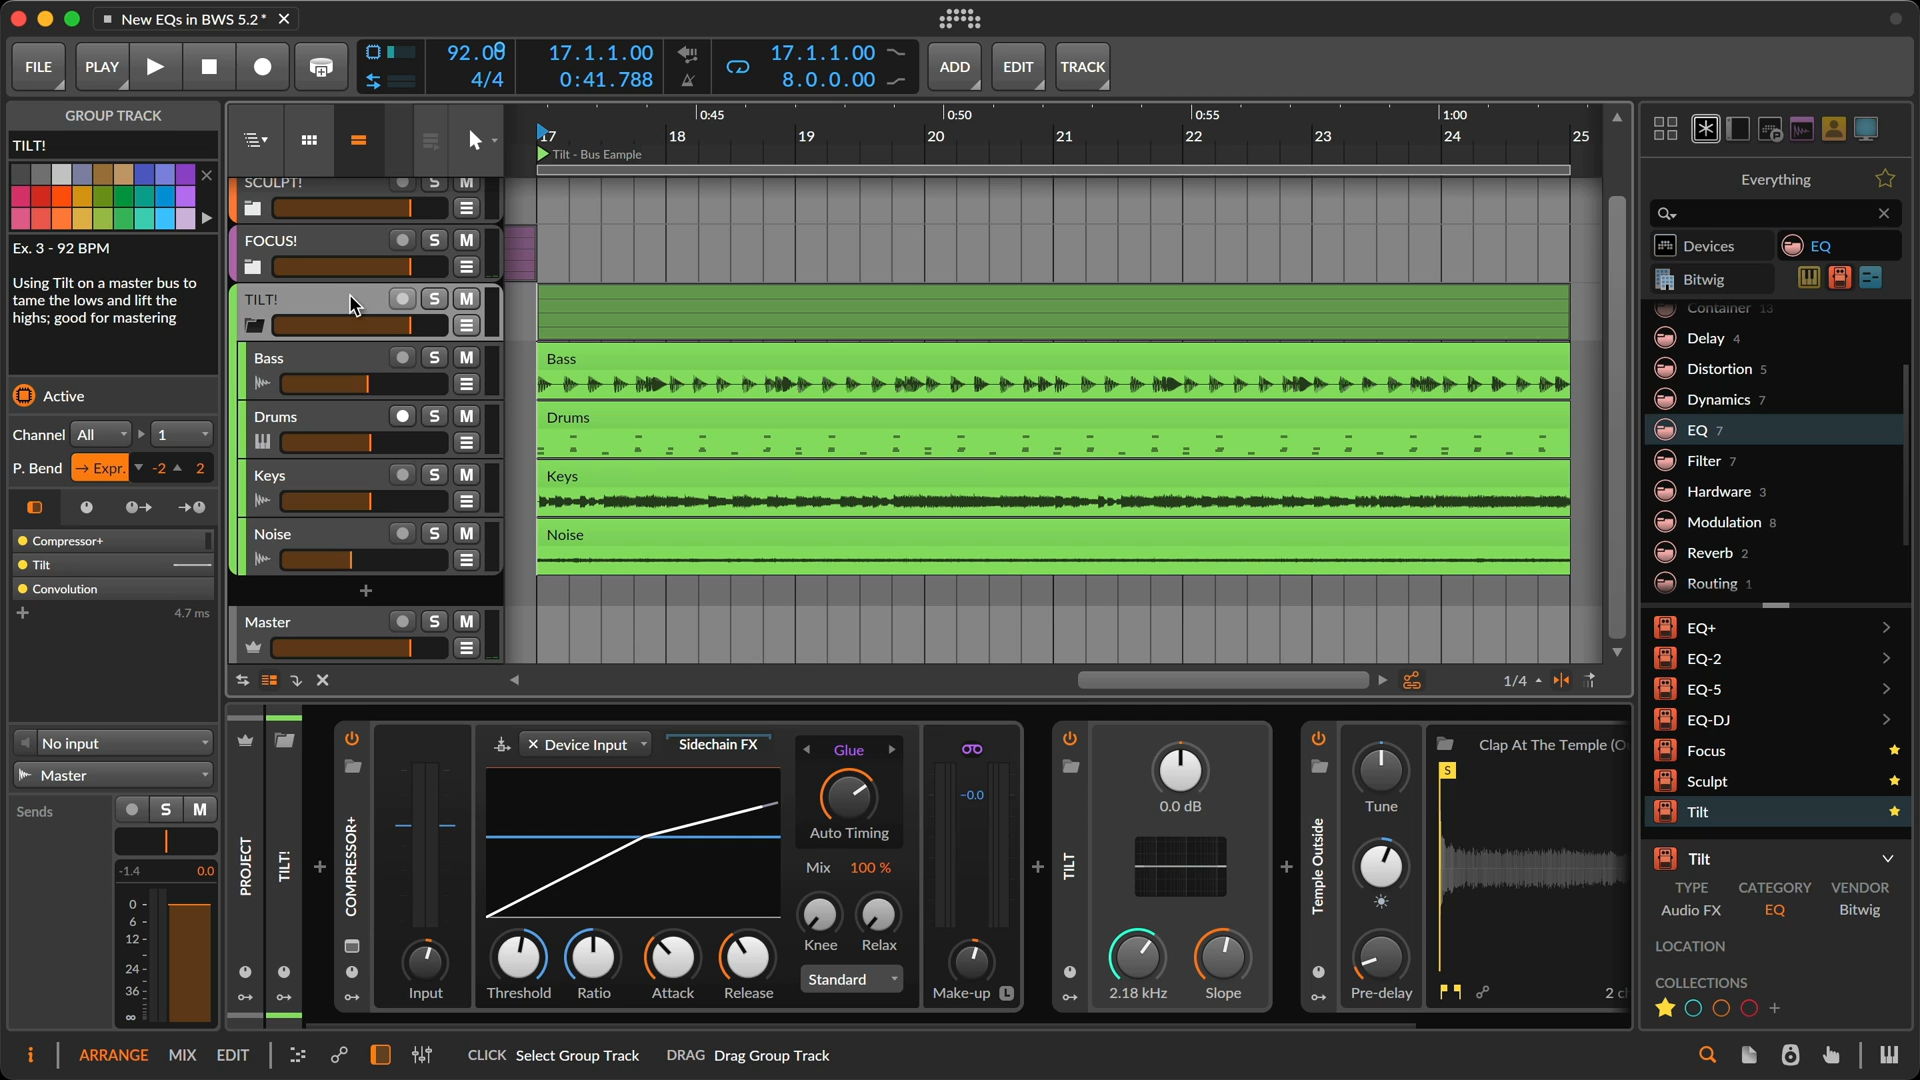 New EQs in BWS 5.2*
FILE
PLAY
92.00
4/4
17.1.1.00
0:41.788
17.1.1.00
8.0.0.00
ADD
EDIT
TRACK
GROUP TRACK
TILT!
Ex. 3 - 92 BPM
Using Tilt on a master bus to
tame the lows and lift the
highs; good for mastering
Active
Channel All 1
P. Bend → Expr. -2 2
Compressor+
Tilt
Convolution
4.7 ms
No input
Master
Sends
S M
-1.4 0.0
0
6
12
24
36
∞
0:45 0:50 0:55 1:00
17 18 19 20 21 22 23 24 25
Tilt - Bus Eample
SCULPT! S M
FOCUS! S M
TILT! S M
Bass S M
Drums S M
Keys S M
Noise S M
Master S M
Bass
Drums
Keys
Noise
1/4
PROJECT
TILT!
COMPRESSOR+
Input
Device Input
Sidechain FX
Threshold
Ratio
Attack
Release
Glue
Auto Timing
Mix 100 %
Knee
Relax
Standard
-0.0
Make-up L
TILT
0.0 dB
2.18 kHz
Slope
Temple Outside
Tune
Pre-delay
Clap At The Temple (O
S
2 c
Everything
Devices
EQ
Bitwig
Container 13
Delay 4
Distortion 5
Dynamics 7
EQ 7
Filter 7
Hardware 3
Modulation 8
Reverb 2
Routing 1
EQ+
EQ-2
EQ-5
EQ-DJ
Focus
Sculpt
Tilt
Tilt
TYPE CATEGORY VENDOR
Audio FX EQ Bitwig
LOCATION
COLLECTIONS
i
ARRANGE MIX EDIT
CLICK Select Group Track
DRAG Drag Group Track